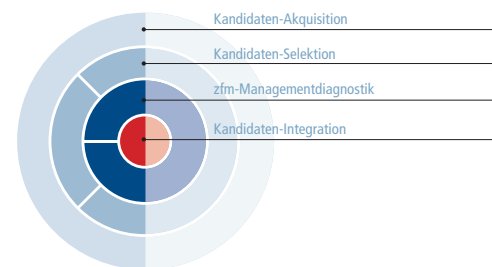 Kandidaten-Akquisition
Kandidaten-Selektion
zfm-Managementdiagnostik
Kandidaten-Integration